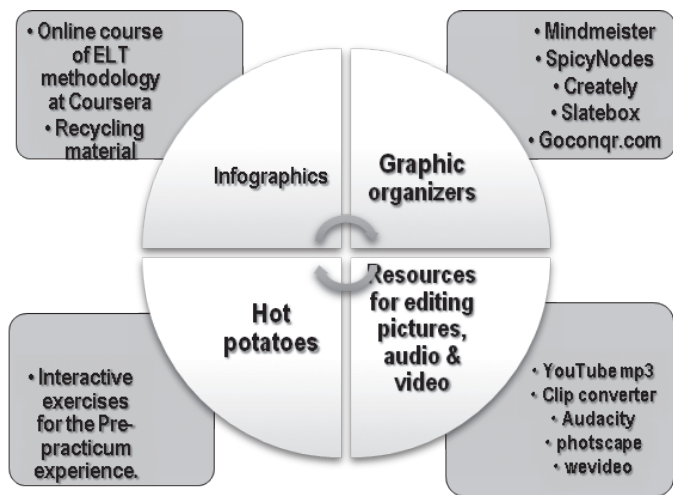 • Online course
of ELT
methodology
at Coursera
• Recycling
material
• Mindmeister
• SpicyNodes
• Creately
• Slatebox
• Goconqr.com
Infographics
Graphic
organizers
Hot
potatoes
Resources
for editing
pictures,
audio &
video
• Interactive
exercises
for the Pre-
practicum
experience.
• YouTube mp3
• Clip converter
• Audacity
• photscape
• wevideo